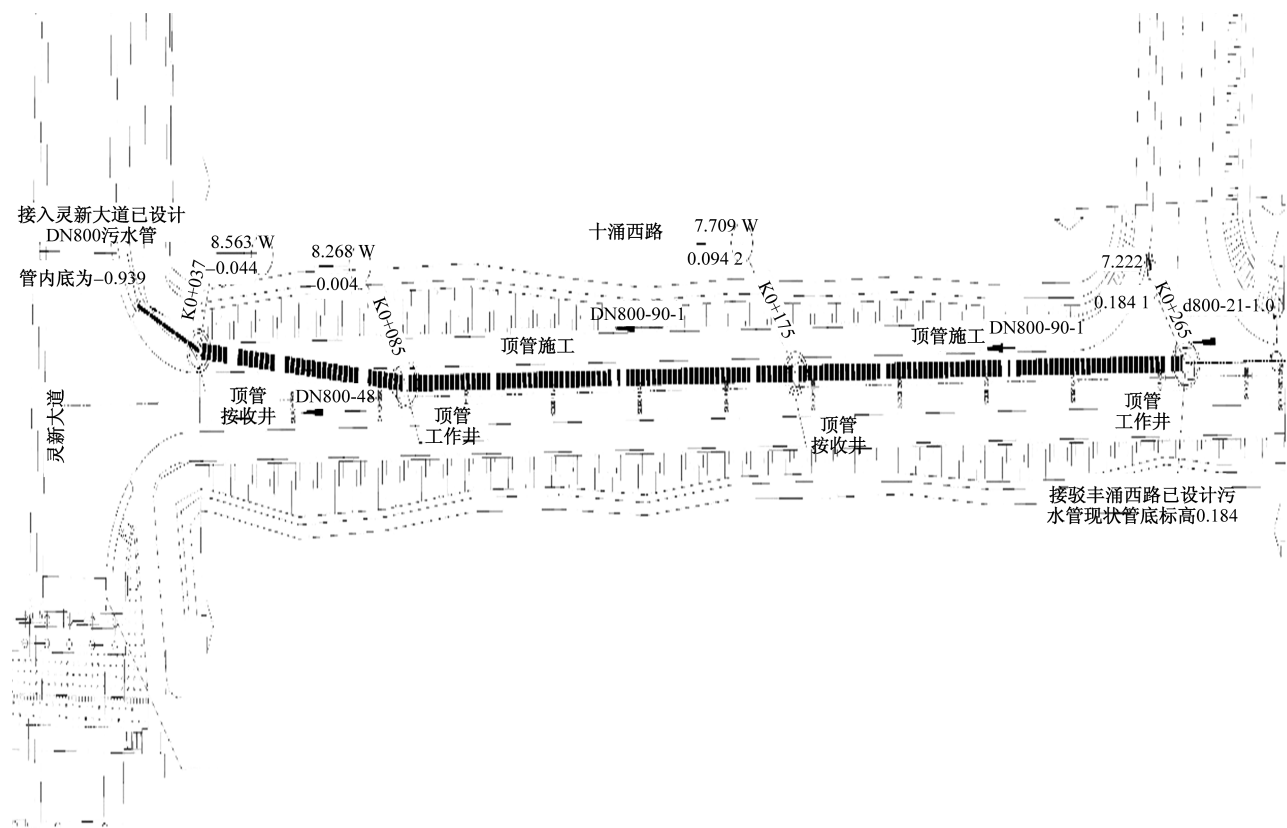 接入灵新大道已设计
DN800污水管
管内底为-0.939
K0+037
8.563 W
-0.044
8.268 W
-0.004
K0+085
十涌西路
7.709 W
0.094 2
K0+175
7.222
0.184 1
K0+265
d800-21-1.0
顶管施工
DN800-90-1
顶管施工
DN800-90-1
灵新大道
顶管
按收井
DN800-48
顶管
工作井
顶管
按收井
顶管
工作井
接驳丰涌西路已设计污
水管现状管底标高0.184